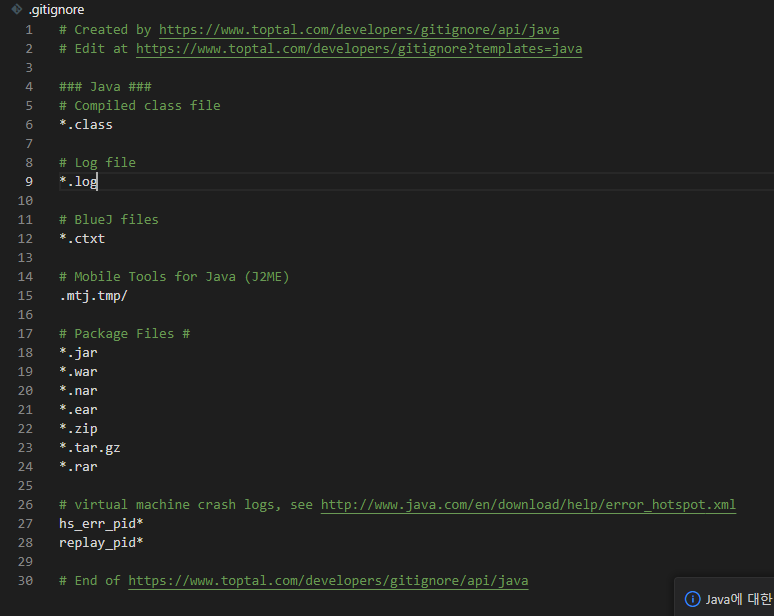 .gitignore
1 # Created by https://www.toptal.com/developers/gitignore/api/java
2 # Edit at https://www.toptal.com/developers/gitignore?templates=java
3
4 ### Java ###
5 # Compiled class file
6 *.class
7
8 # Log file
9 *.log
10
11 # BlueJ files
12 *.ctxt
13
14 # Mobile Tools for Java (J2ME)
15 .mtj.tmp/
16
17 # Package Files #
18 *.jar
19 *.war
20 *.nar
21 *.ear
22 *.zip
23 *.tar.gz
24 *.rar
25
26 # virtual machine crash logs, see http://www.java.com/en/download/help/error_hotspot.xml
27 hs_err_pid*
28 replay_pid*
29
30 # End of https://www.toptal.com/developers/gitignore/api/java
Java에 대한